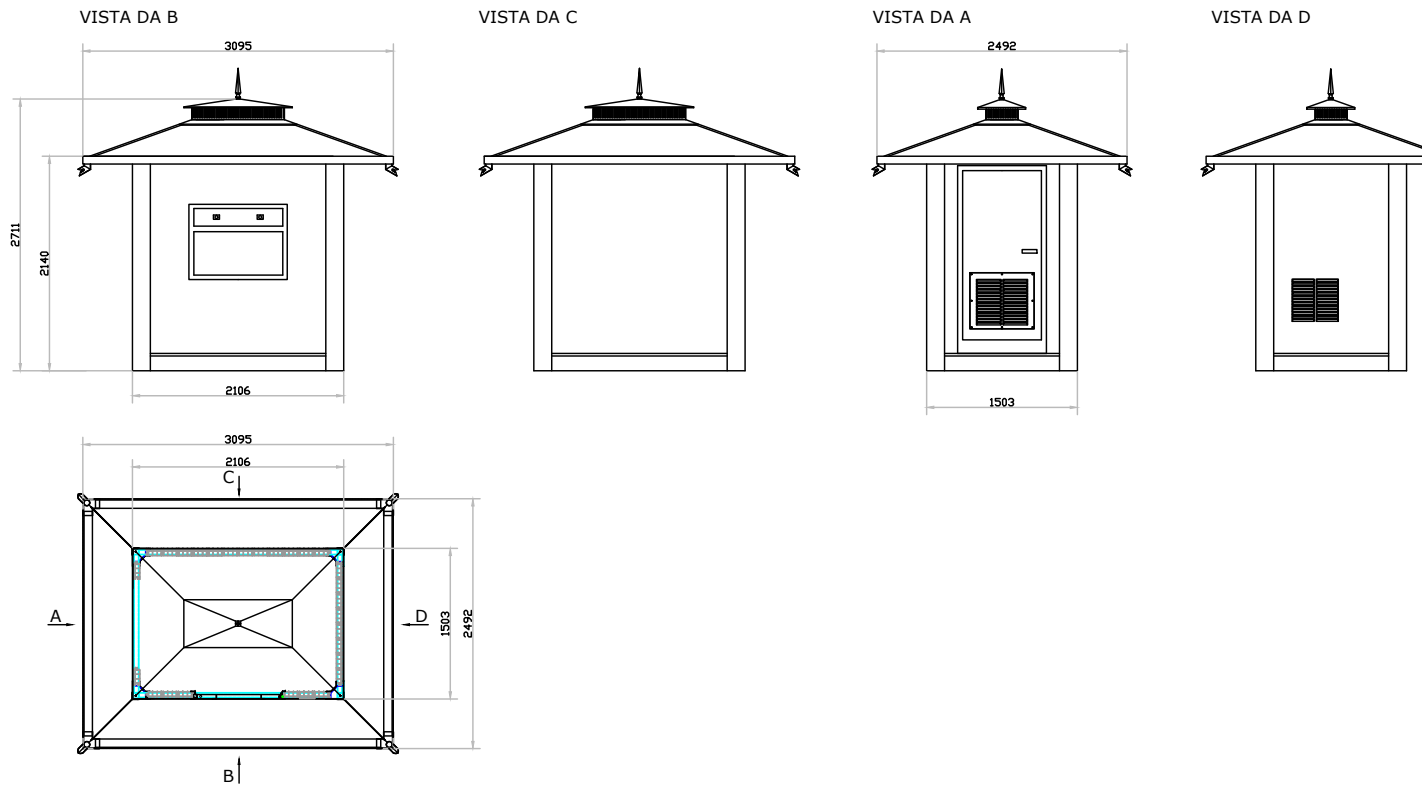 VISTA DA B
VISTA DA C
VISTA DA A
VISTA DA D
3095
2492
2711
2140
2106
1503
3095
2106
C
A
D
1503
2492
B